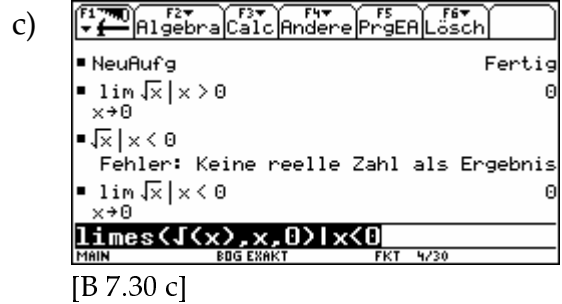 c)
F1 F2 F3 F4 F5 F6
Algebra Calc Andere PrgEA Lösch
▪ NeuAufg Fertig
▪ lim √x | x > 0 0
x→0
▪ √x | x < 0
Fehler: Keine reelle Zahl als Ergebnis
▪ lim √x | x < 0 0
x→0
limes(√(x),x,0)|x<0
MAIN BOG EXAKT FKT 4/30
[B 7.30 c]